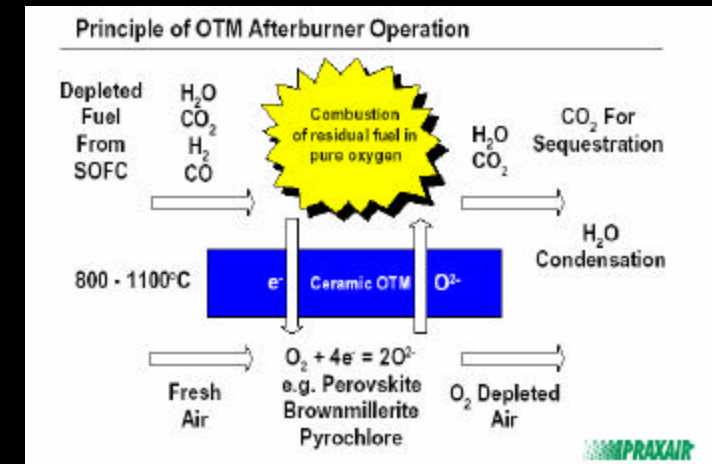 Principle of OTM Afterburner Operation
Depleted
Fuel
From
SOFC
H₂O
CO₂
H₂
CO
Combustion
of residual fuel in
pure oxygen
H₂O
CO₂
CO₂ For
Sequestration
H₂O
Condensation
800 - 1100°C
e⁻
Ceramic OTM
O²⁻
Fresh
Air
O₂ + 4e⁻ = 2O²⁻
e.g. Perovskite
Brownmillerite
Pyrochlore
O₂ Depleted
Air
PRAXAIR